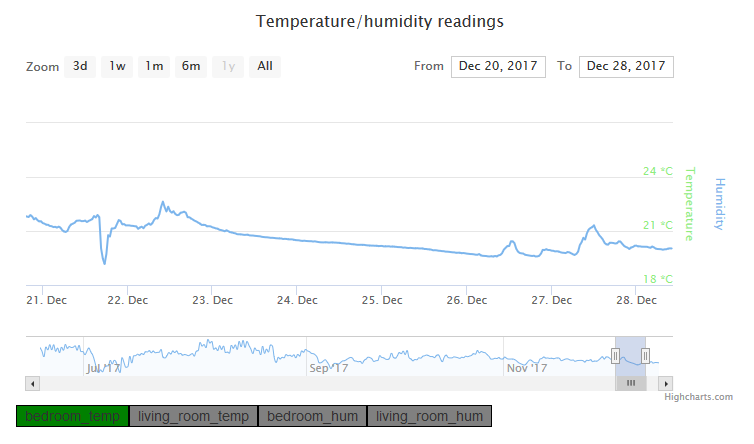 Temperature/humidity readings
Zoom 3d 1w 1m 6m 1y All From Dec 20, 2017 To Dec 28, 2017
24 °C
21 °C
18 °C
Temperature
Humidity
21. Dec 22. Dec 23. Dec 24. Dec 25. Dec 26. Dec 27. Dec 28. Dec
Jul '17 Sep '17 Nov '17
Highcharts.com
bedroom_temp living_room_temp bedroom_hum living_room_hum